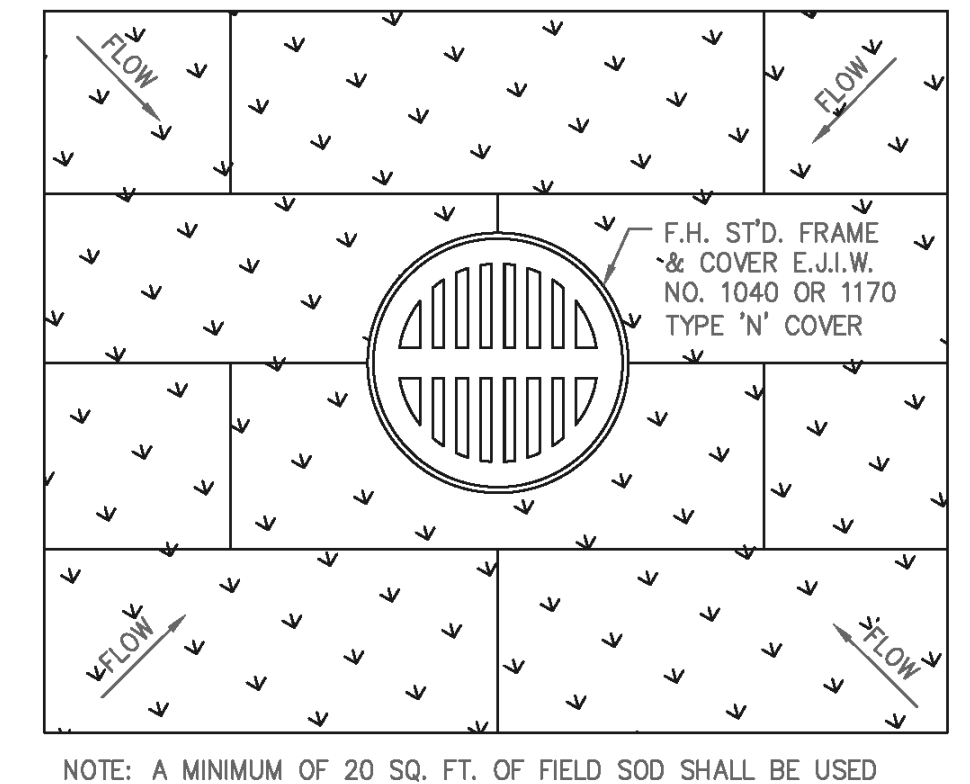 FLOW
FLOW
F.H. ST'D. FRAME
& COVER E.J.I.W.
NO. 1040 OR 1170
TYPE 'N' COVER
FLOW
FLOW
NOTE: A MINIMUM OF 20 SQ. FT. OF FIELD SOD SHALL BE USED